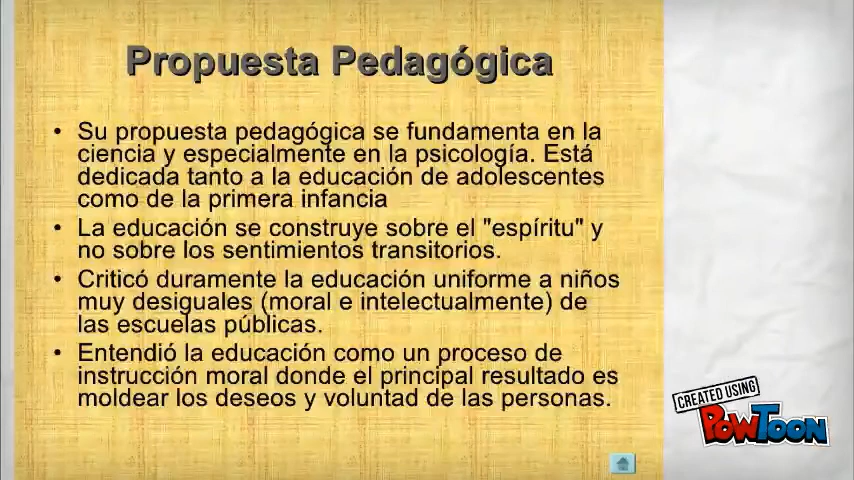 Propuesta Pedagógica
• Su propuesta pedagógica se fundamenta en la
ciencia y especialmente en la psicología. Está
dedicada tanto a la educación de adolescentes
como de la primera infancia
• La educación se construye sobre el "espíritu" y
no sobre los sentimientos transitorios.
• Criticó duramente la educación uniforme a niños
muy desiguales (moral e intelectualmente) de
las escuelas públicas.
• Entendió la educación como un proceso de
instrucción moral donde el principal resultado es
moldear los deseos y voluntad de las personas.
CREATED USING
POWTOON